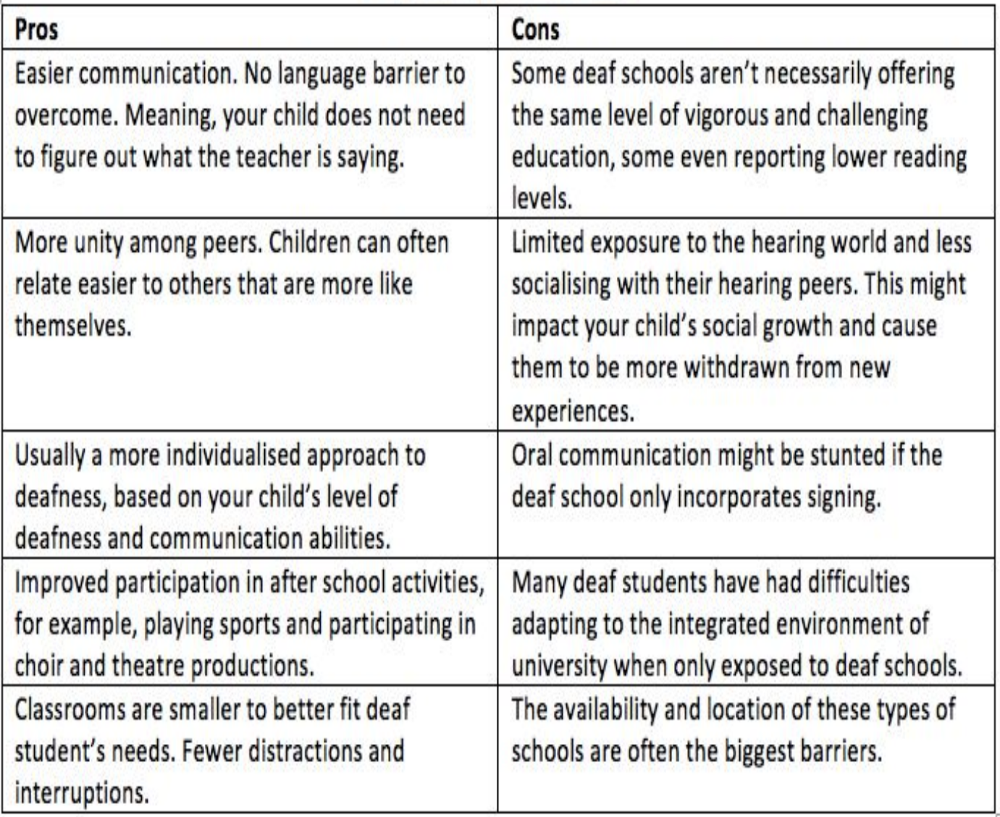 Pros
Cons
Easier communication. No language barrier to
overcome. Meaning, your child does not need
to figure out what the teacher is saying.
Some deaf schools aren't necessarily offering
the same level of vigorous and challenging
education, some even reporting lower reading
levels.
More unity among peers. Children can often
relate easier to others that are more like
themselves.
Limited exposure to the hearing world and less
socialising with their hearing peers. This might
impact your child's social growth and cause
them to be more withdrawn from new
experiences.
Usually a more individualised approach to
deafness, based on your child's level of
deafness and communication abilities.
Oral communication might be stunted if the
deaf school only incorporates signing.
Improved participation in after school activities,
for example, playing sports and participating in
choir and theatre productions.
Many deaf students have had difficulties
adapting to the integrated environment of
university when only exposed to deaf schools.
Classrooms are smaller to better fit deaf
student's needs. Fewer distractions and
interruptions.
The availability and location of these types of
schools are often the biggest barriers.